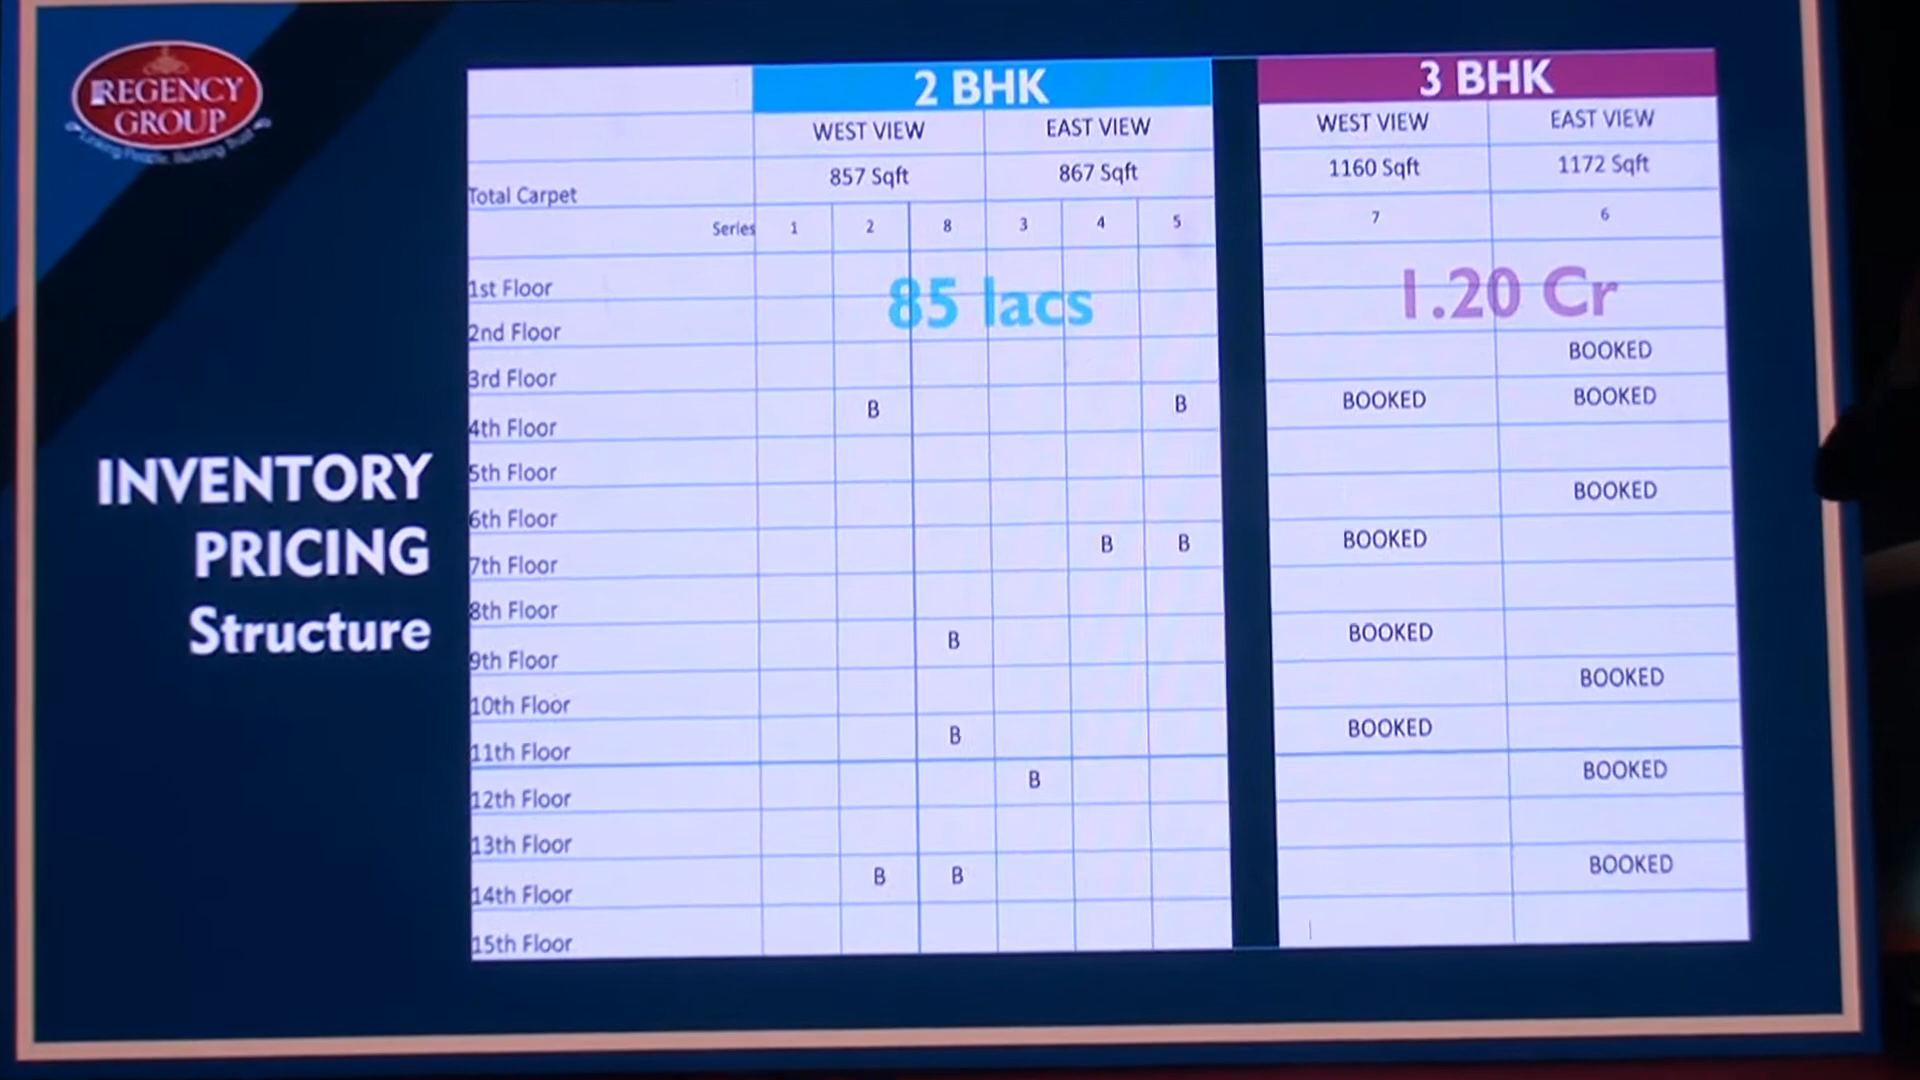 REGENCY
GROUP
Linking People, Building Trust
INVENTORY
PRICING
Structure
2 BHK 3 BHK
WEST VIEW EAST VIEW WEST VIEW EAST VIEW
Total Carpet 857 Sqft 867 Sqft 1160 Sqft 1172 Sqft
Series 1 2 8 3 4 5 7 6
1st Floor
85 lacs 1.20 Cr
2nd Floor
3rd Floor BOOKED
4th Floor B B BOOKED BOOKED
5th Floor
6th Floor BOOKED
7th Floor B B BOOKED
8th Floor
9th Floor B BOOKED
10th Floor BOOKED
11th Floor B BOOKED
12th Floor B BOOKED
13th Floor
14th Floor B B BOOKED
15th Floor